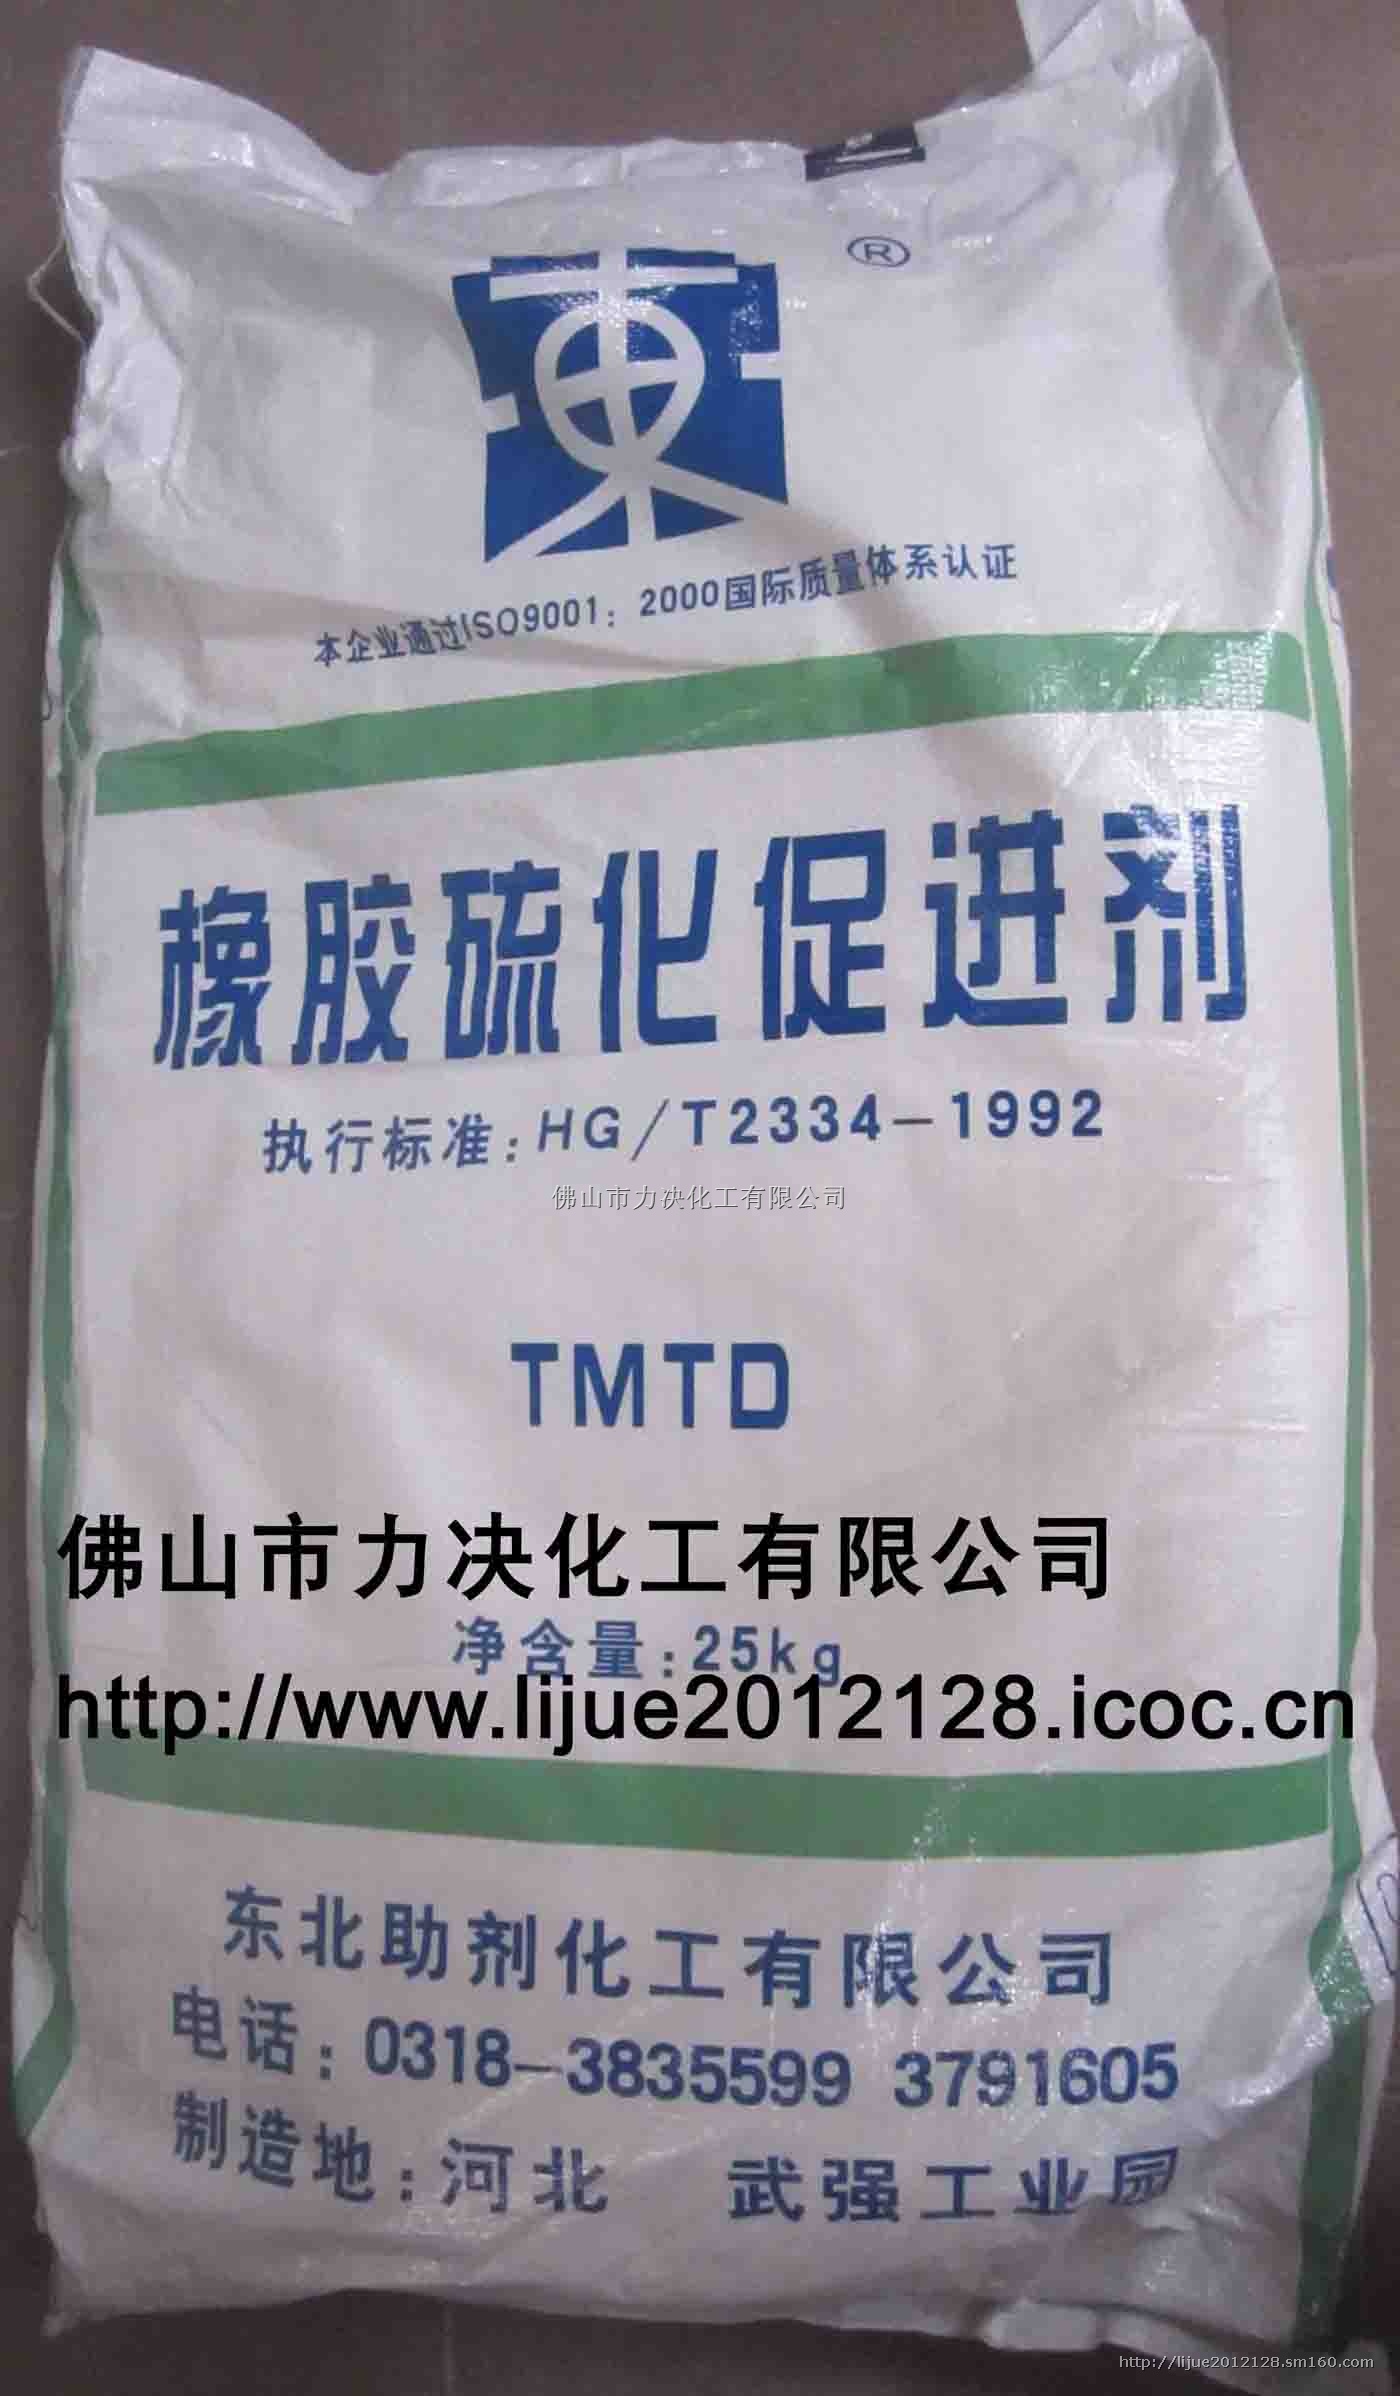 東
®
本企业通过ISO9001：2000国际质量体系认证
橡胶硫化促进剂
执行标准：HG/T2334-1992
佛山市力决化工有限公司
TMTD
佛山市力决化工有限公司
净含量：25kg
http://www.lijue2012128.icoc.cn
东北助剂化工有限公司
电话：0318-3835599 3791605
制造地：河北 武强工业园
http://lijue2012128.sm160.com